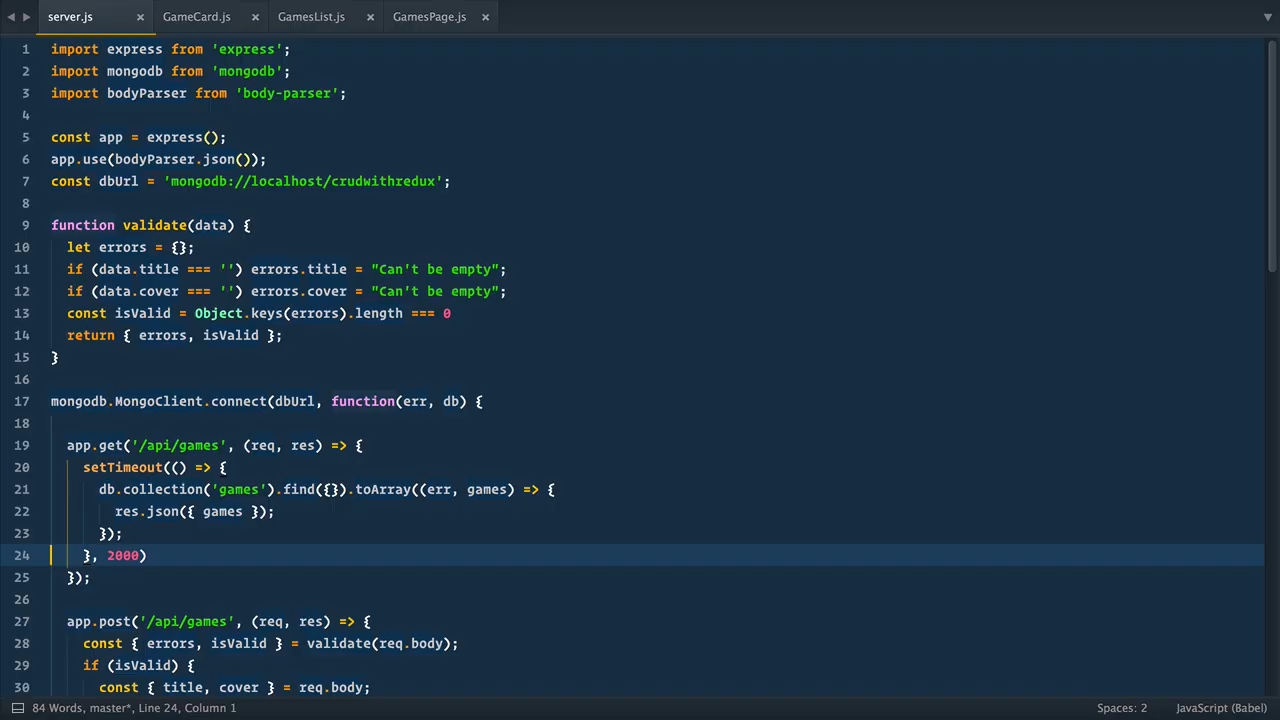 server.js × GameCard.js × GamesList.js × GamesPage.js ×
1 import express from 'express';
2 import mongodb from 'mongodb';
3 import bodyParser from 'body-parser';
4
5 const app = express();
6 app.use(bodyParser.json());
7 const dbUrl = 'mongodb://localhost/crudwithredux';
8
9 function validate(data) {
10   let errors = {};
11   if (data.title === '') errors.title = "Can't be empty";
12   if (data.cover === '') errors.cover = "Can't be empty";
13   const isValid = Object.keys(errors).length === 0
14   return { errors, isValid };
15 }
16
17 mongodb.MongoClient.connect(dbUrl, function(err, db) {
18
19   app.get('/api/games', (req, res) => {
20     setTimeout(() => {
21       db.collection('games').find({}).toArray((err, games) => {
22         res.json({ games });
23       });
24     }, 2000)
25   });
26
27   app.post('/api/games', (req, res) => {
28     const { errors, isValid } = validate(req.body);
29     if (isValid) {
30       const { title, cover } = req.body;
84 Words, master*, Line 24, Column 1 Spaces: 2 JavaScript (Babel)